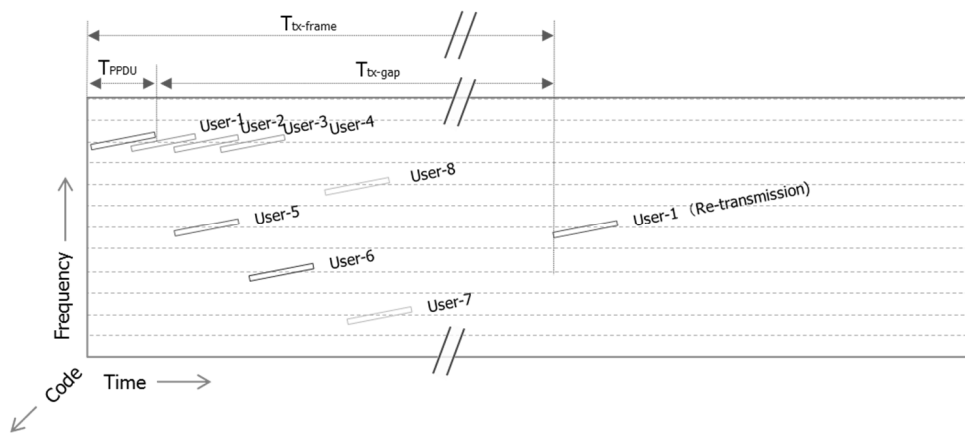 Ttx-frame
TPPDU
Ttx-gap
User-1
User-2
User-3
User-4
User-8
User-5
User-1 (Re-transmission)
User-6
User-7
Frequency
Time
Code